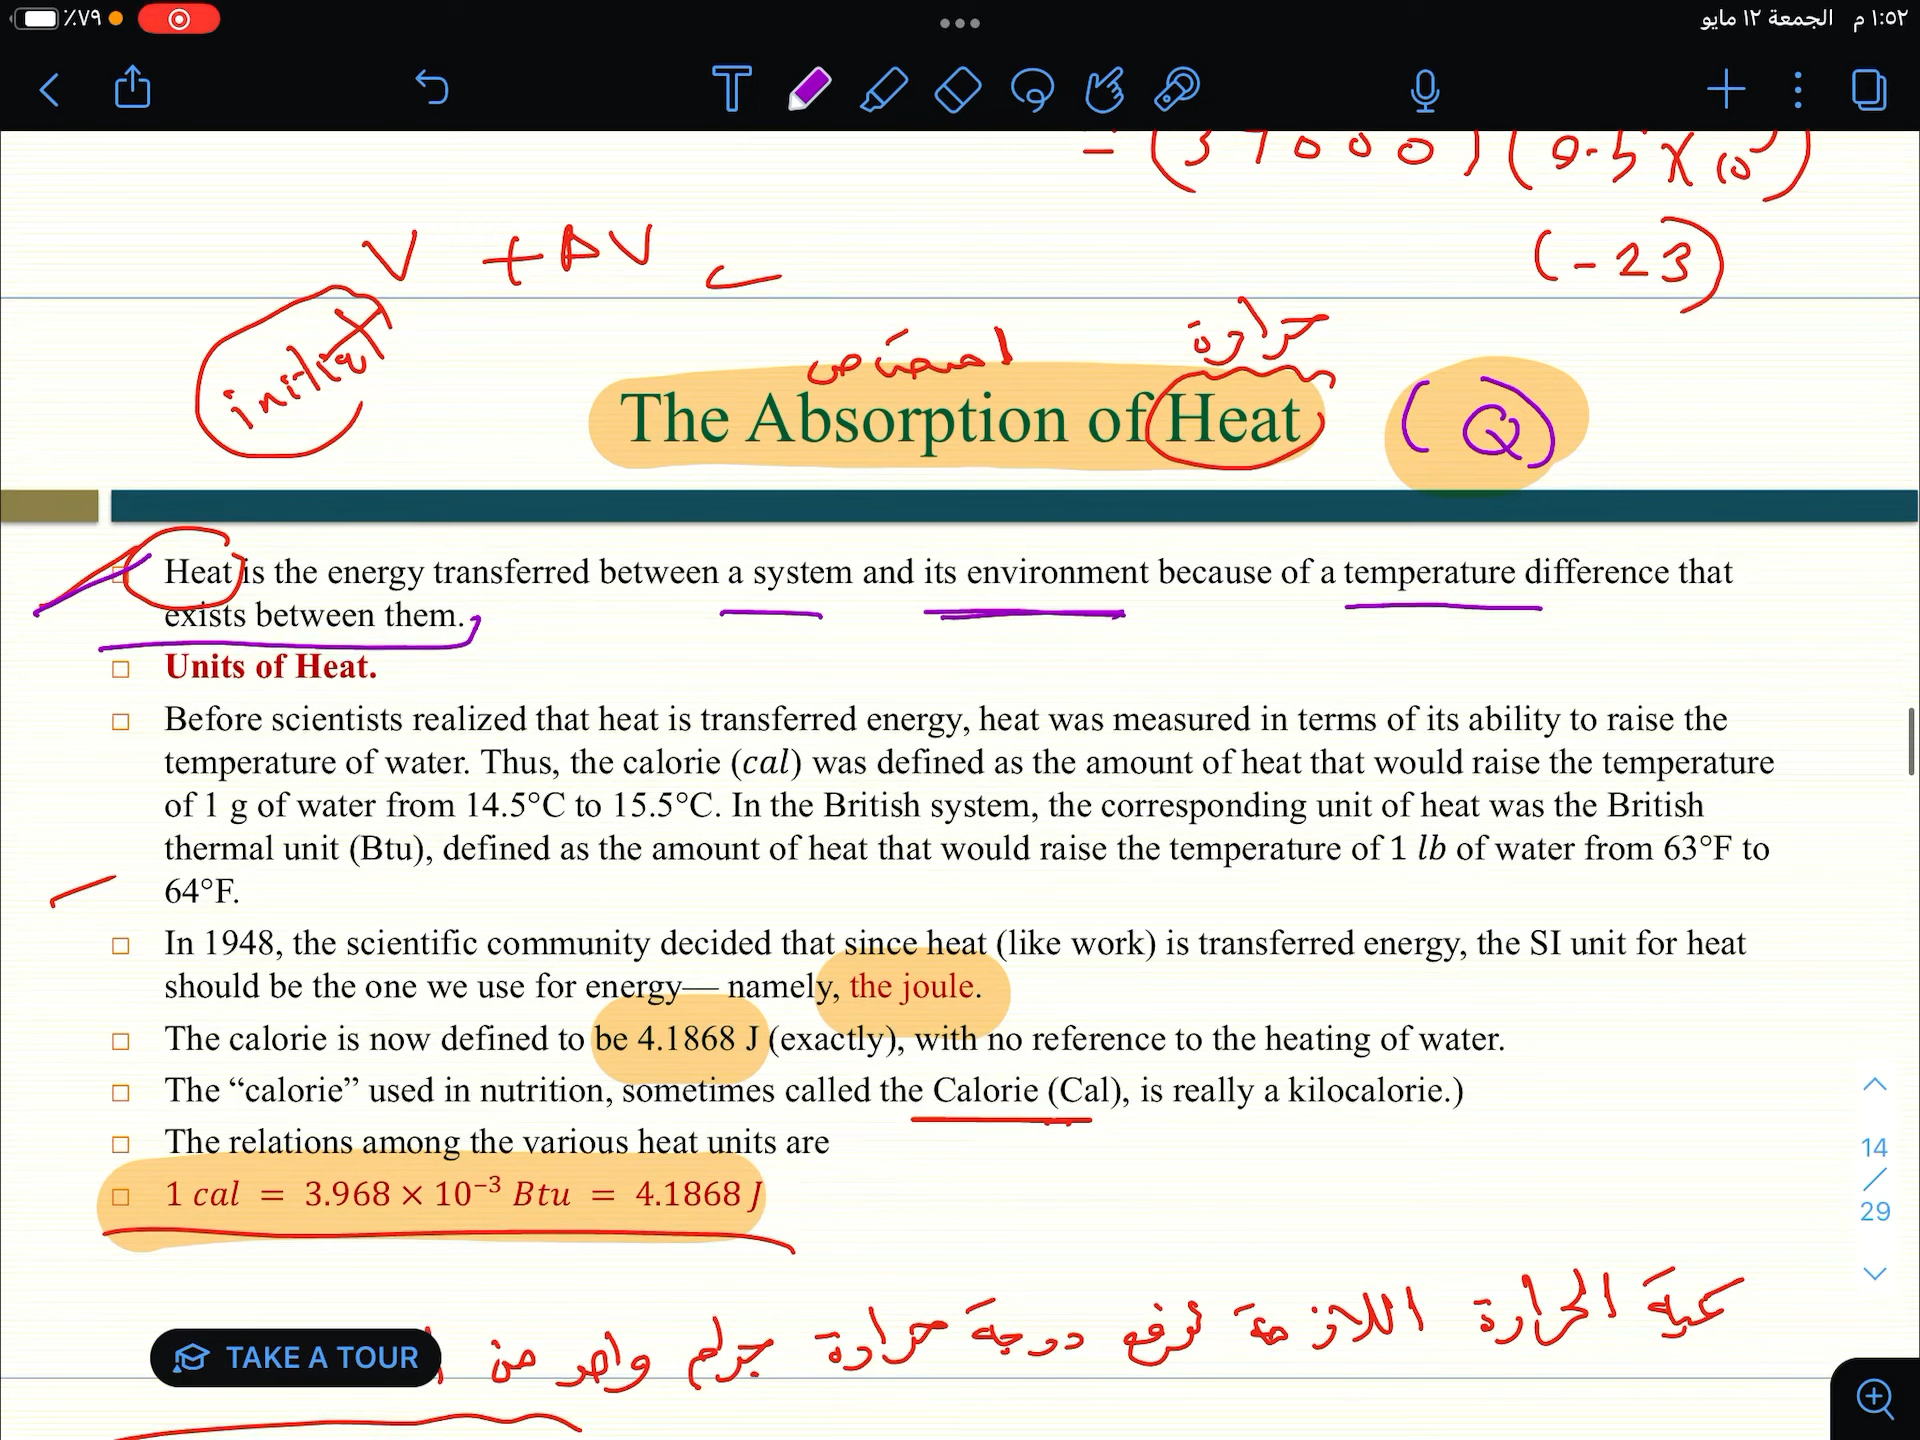 ٪٧٩
١:٥٢ م الجمعة ١٢ مايو
(-23)
V + ΔV
initial
امتصاص حرارة
The Absorption of Heat (Q)
Heat is the energy transferred between a system and its environment because of a temperature difference that
exists between them.
Units of Heat.
Before scientists realized that heat is transferred energy, heat was measured in terms of its ability to raise the
temperature of water. Thus, the calorie (cal) was defined as the amount of heat that would raise the temperature
of 1 g of water from 14.5°C to 15.5°C. In the British system, the corresponding unit of heat was the British
thermal unit (Btu), defined as the amount of heat that would raise the temperature of 1 lb of water from 63°F to
64°F.
In 1948, the scientific community decided that since heat (like work) is transferred energy, the SI unit for heat
should be the one we use for energy— namely, the joule.
The calorie is now defined to be 4.1868 J (exactly), with no reference to the heating of water.
The “calorie” used in nutrition, sometimes called the Calorie (Cal), is really a kilocalorie.)
The relations among the various heat units are
1 cal = 3.968 × 10⁻³ Btu = 4.1868 J
14
/
29
كمية الحرارة اللازمة لرفع درجة حرارة جرام واحد من
TAKE A TOUR